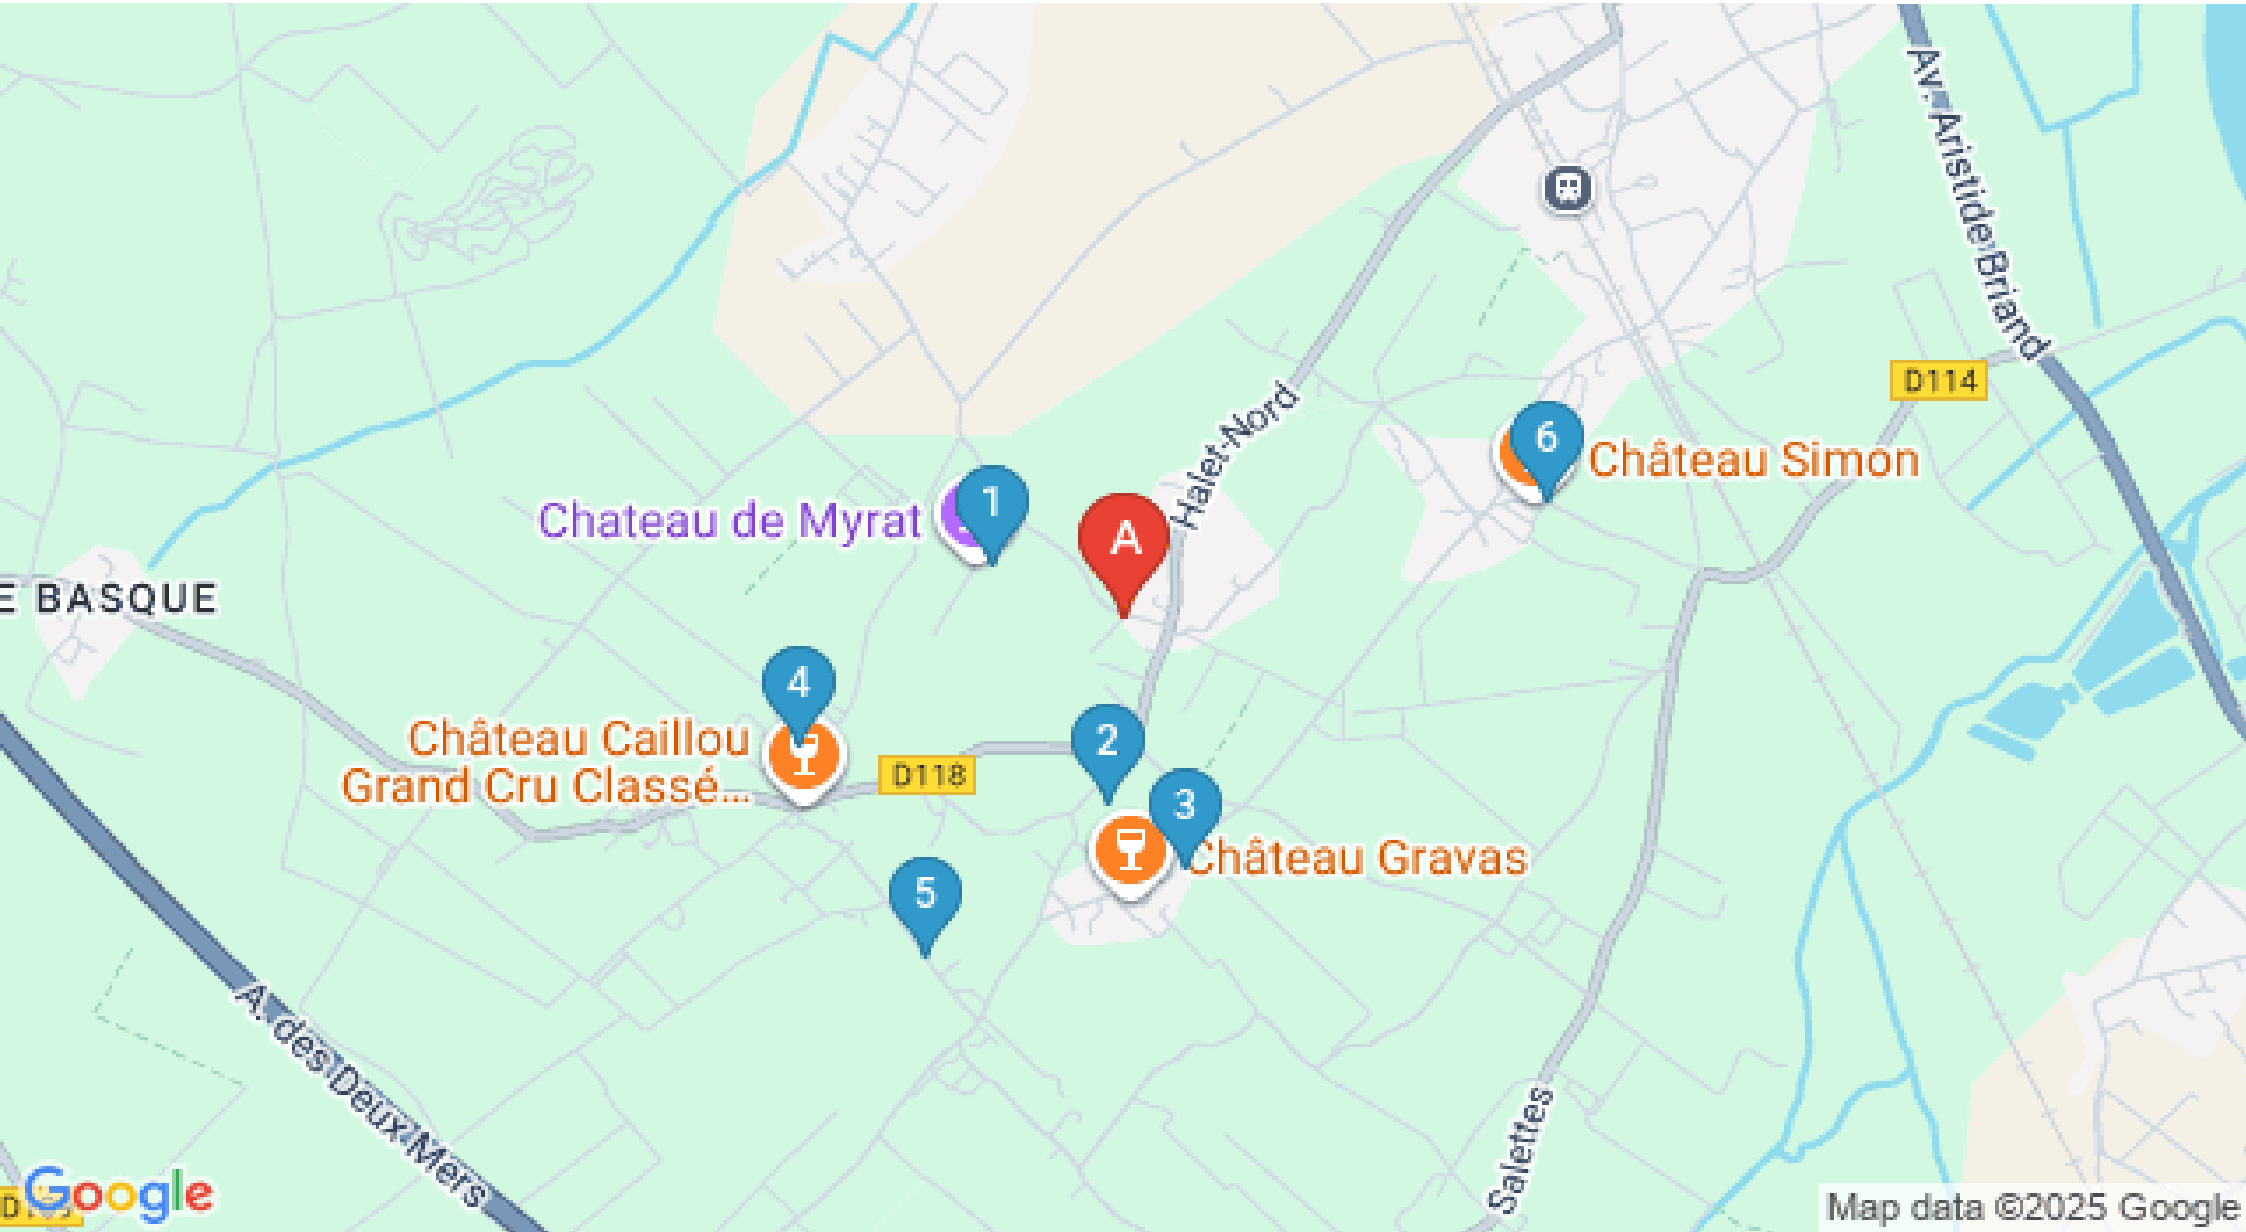 Av. Aristide Briand
D114
Halet-Nord
6
Château Simon
1
Chateau de Myrat
A
E BASQUE
4
Château Caillou
Grand Cru Classé...
D118
2
3
Château Gravas
5
A. des Deux Mers
Salettes
Google
Map data ©2025 Google